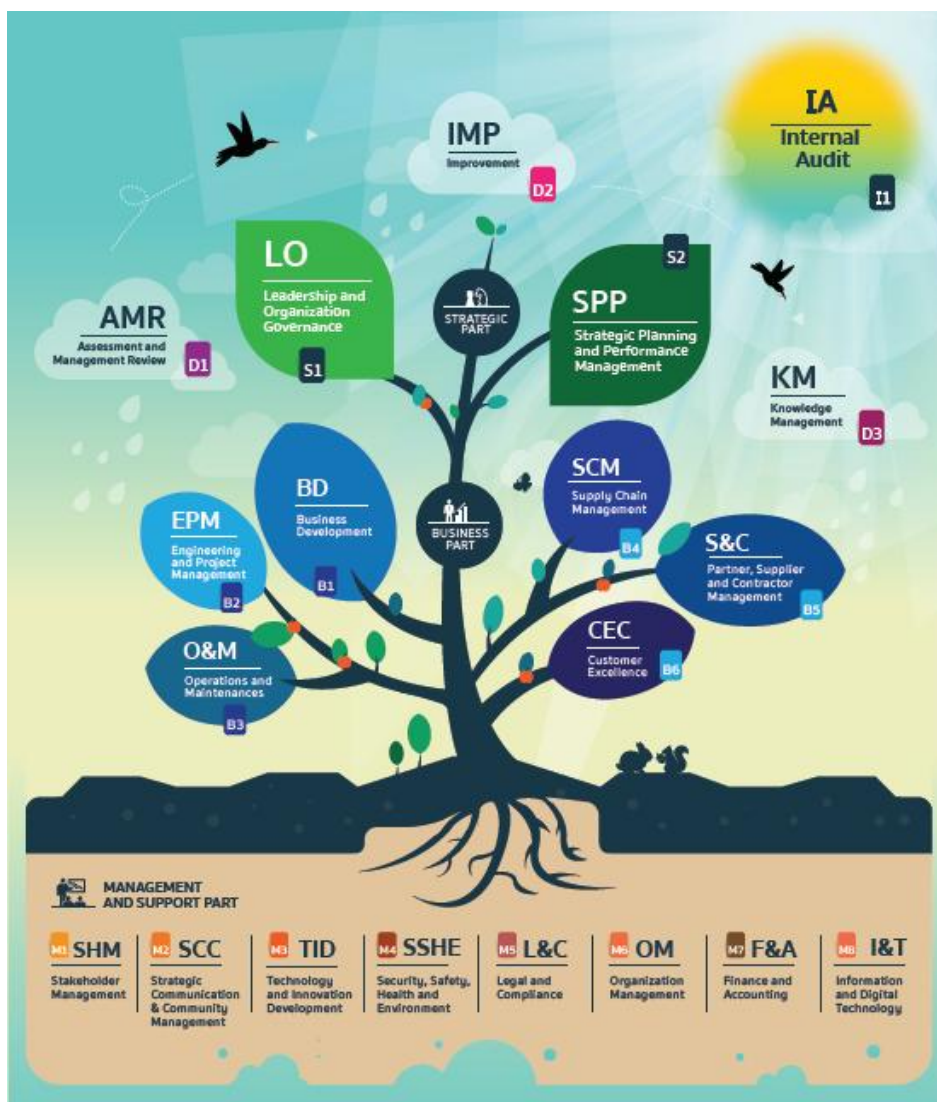 IA
Internal
Audit
I1
IMP
Improvement
D2
LO
Leadership and
Organization
Governance
S1
STRATEGIC
PART
S2
SPP
Strategic Planning
and Performance
Management
AMR
Assessment and
Management Review
D1
KM
Knowledge
Management
D3
BD
Business
Development
B1
BUSINESS
PART
SCM
Supply Chain
Management
B4
EPM
Engineering
and Project
Management
B2
S&C
Partner, Supplier
and Contractor
Management
B5
O&M
Operations and
Maintenances
B3
CEC
Customer
Excellence
B6
MANAGEMENT
AND SUPPORT PART
M1 SHM
Stakeholder
Management
M2 SCC
Strategic
Communication
& Community
Management
M3 TID
Technology
and Innovation
Development
M4 SSHE
Security, Safety,
Health and
Environment
M5 L&C
Legal and
Compliance
M6 OM
Organization
Management
M7 F&A
Finance and
Accounting
M8 I&T
Information
and Digital
Technology